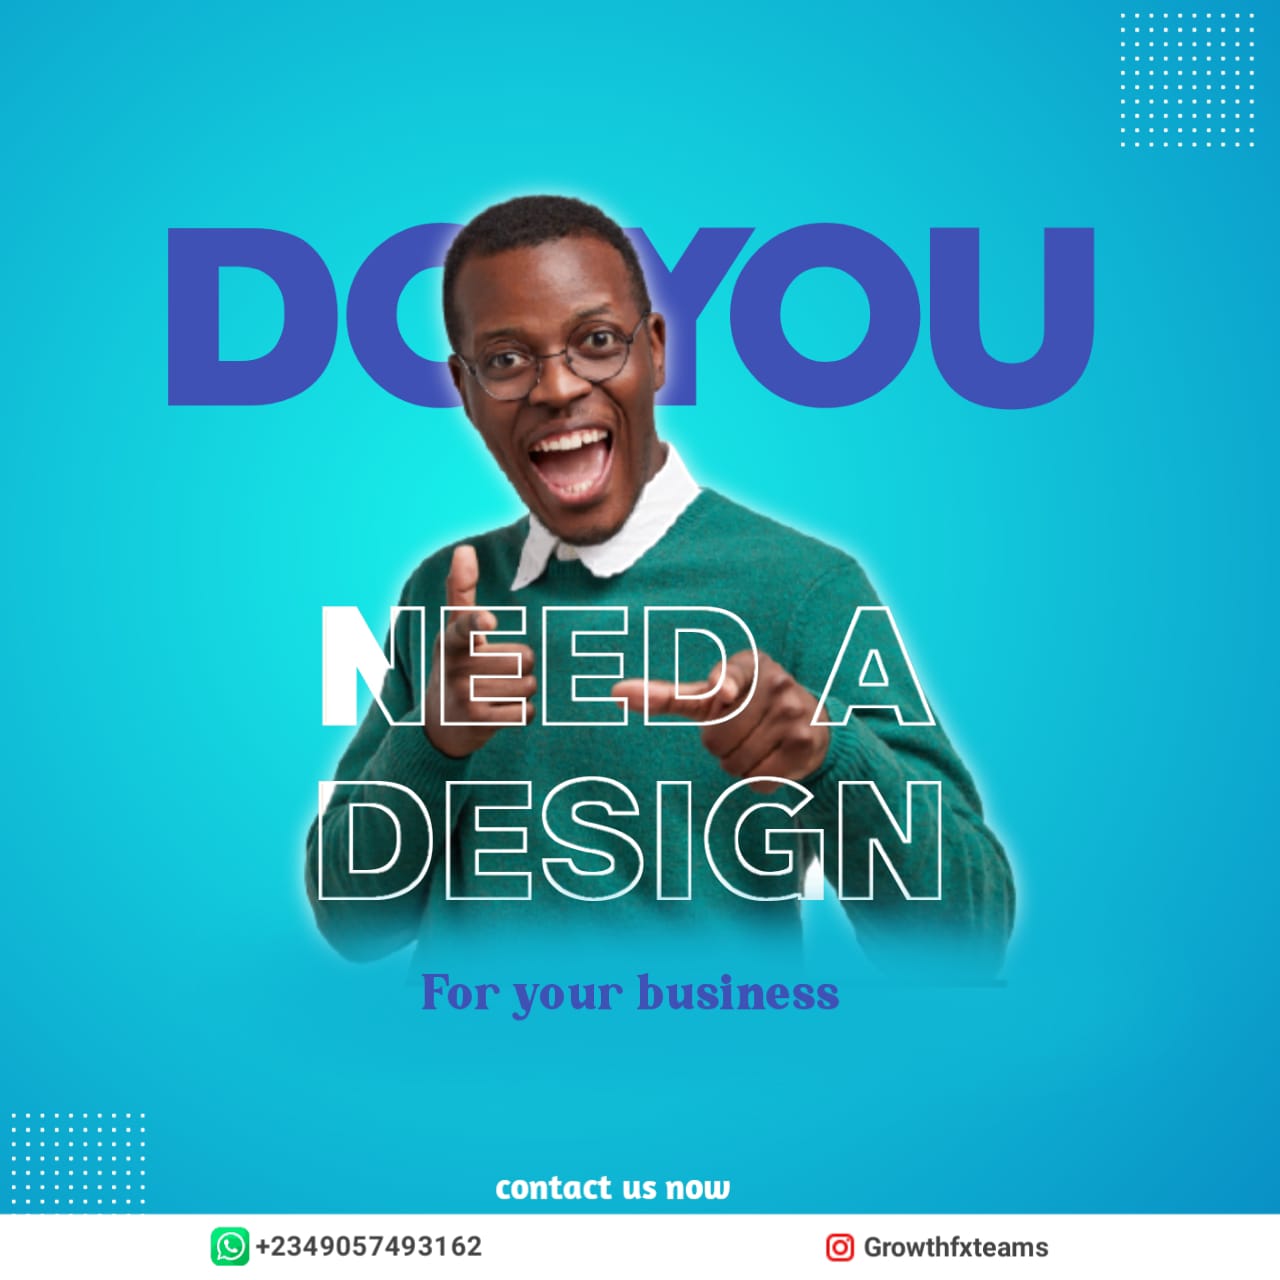 DO YOU
NEED A
DESIGN
For your business
contact us now
+2349057493162
Growthfxteams